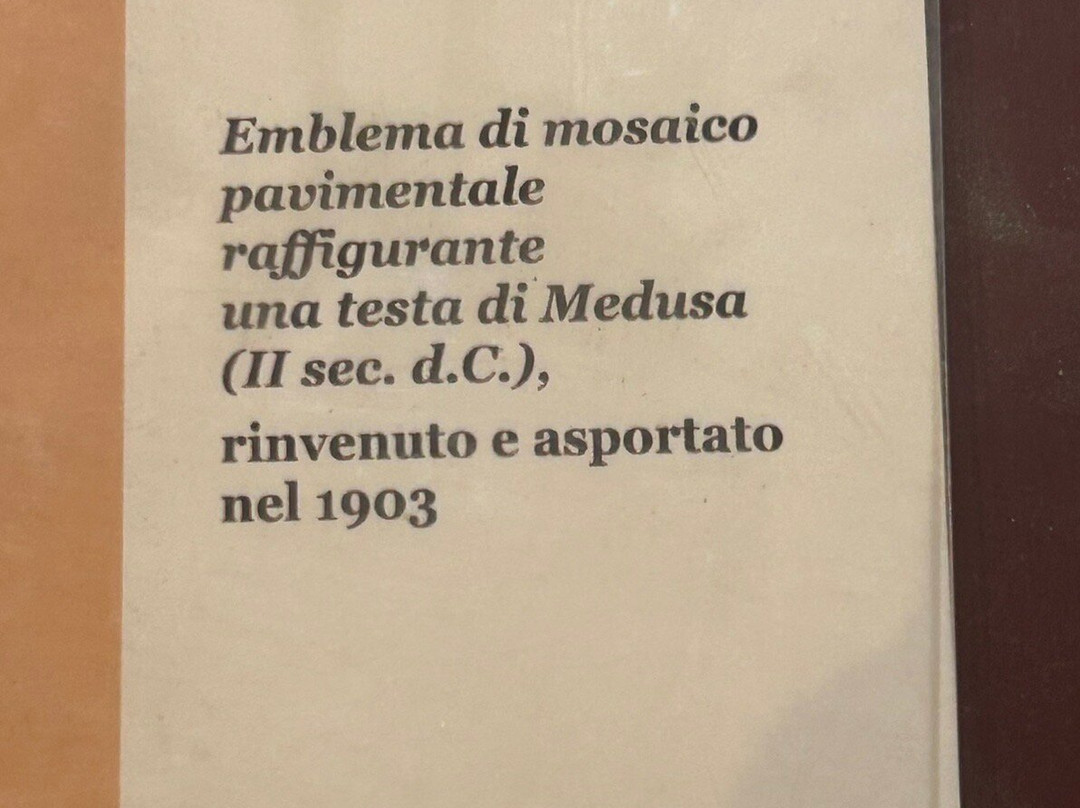 Emblema di mosaico
pavimentale
raffigurante
una testa di Medusa
(II sec. d.C.),
rinvenuto e asportato
nel 1903